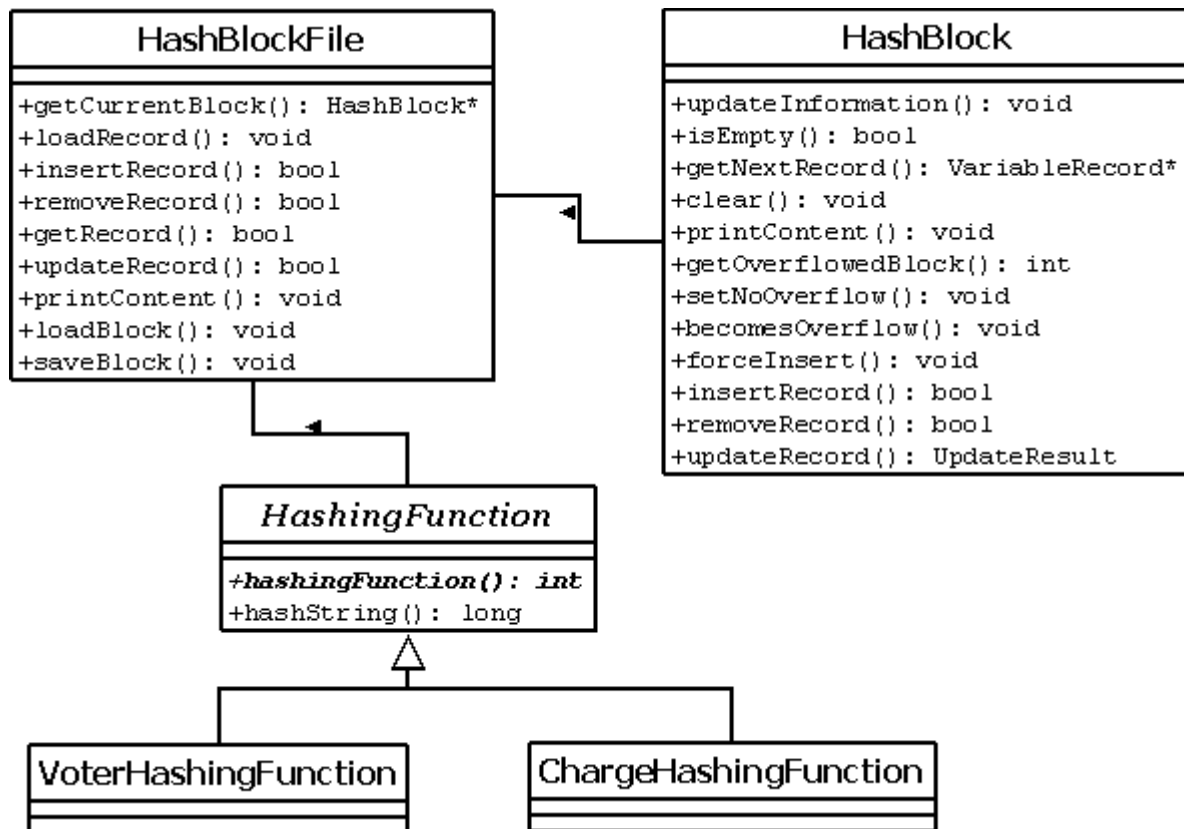 HashBlockFile
+getCurrentBlock(): HashBlock*
+loadRecord(): void
+insertRecord(): bool
+removeRecord(): bool
+getRecord(): bool
+updateRecord(): bool
+printContent(): void
+loadBlock(): void
+saveBlock(): void
HashBlock
+updateInformation(): void
+isEmpty(): bool
+getNextRecord(): VariableRecord*
+clear(): void
+printContent(): void
+getOverflowedBlock(): int
+setNoOverflow(): void
+becomesOverflow(): void
+forceInsert(): void
+insertRecord(): bool
+removeRecord(): bool
+updateRecord(): UpdateResult
HashingFunction
+hashingFunction(): int
+hashString(): long
VoterHashingFunction
ChargeHashingFunction